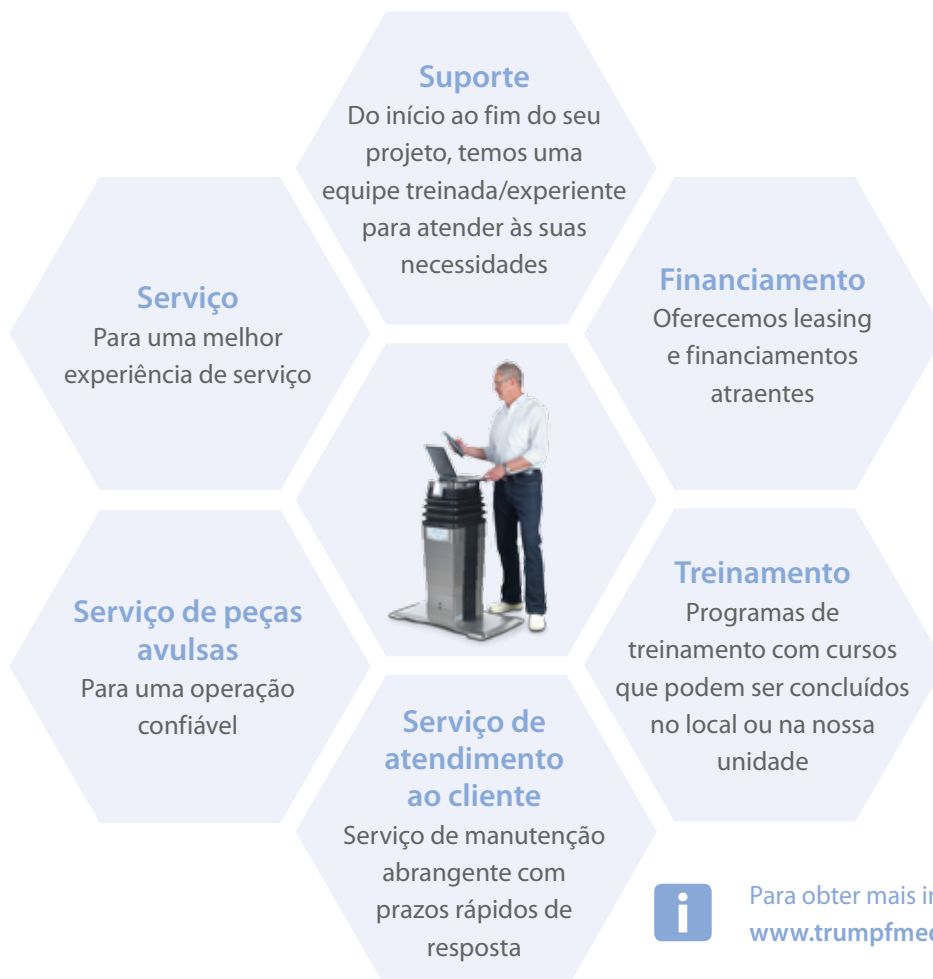 Suporte
Do início ao fim do seu
projeto, temos uma
equipe treinada/experiente
para atender às suas
necessidades
Serviço
Para uma melhor
experiência de serviço
Financiamento
Oferecemos leasing
e financiamentos
atraentes
Serviço de peças
avulsas
Para uma operação
confiável
Treinamento
Programas de
treinamento com cursos
que podem ser concluídos
no local ou na nossa
unidade
Serviço de
atendimento
ao cliente
Serviço de manutenção
abrangente com
prazos rápidos de
resposta
i
Para obter mais
www.trumpfmed